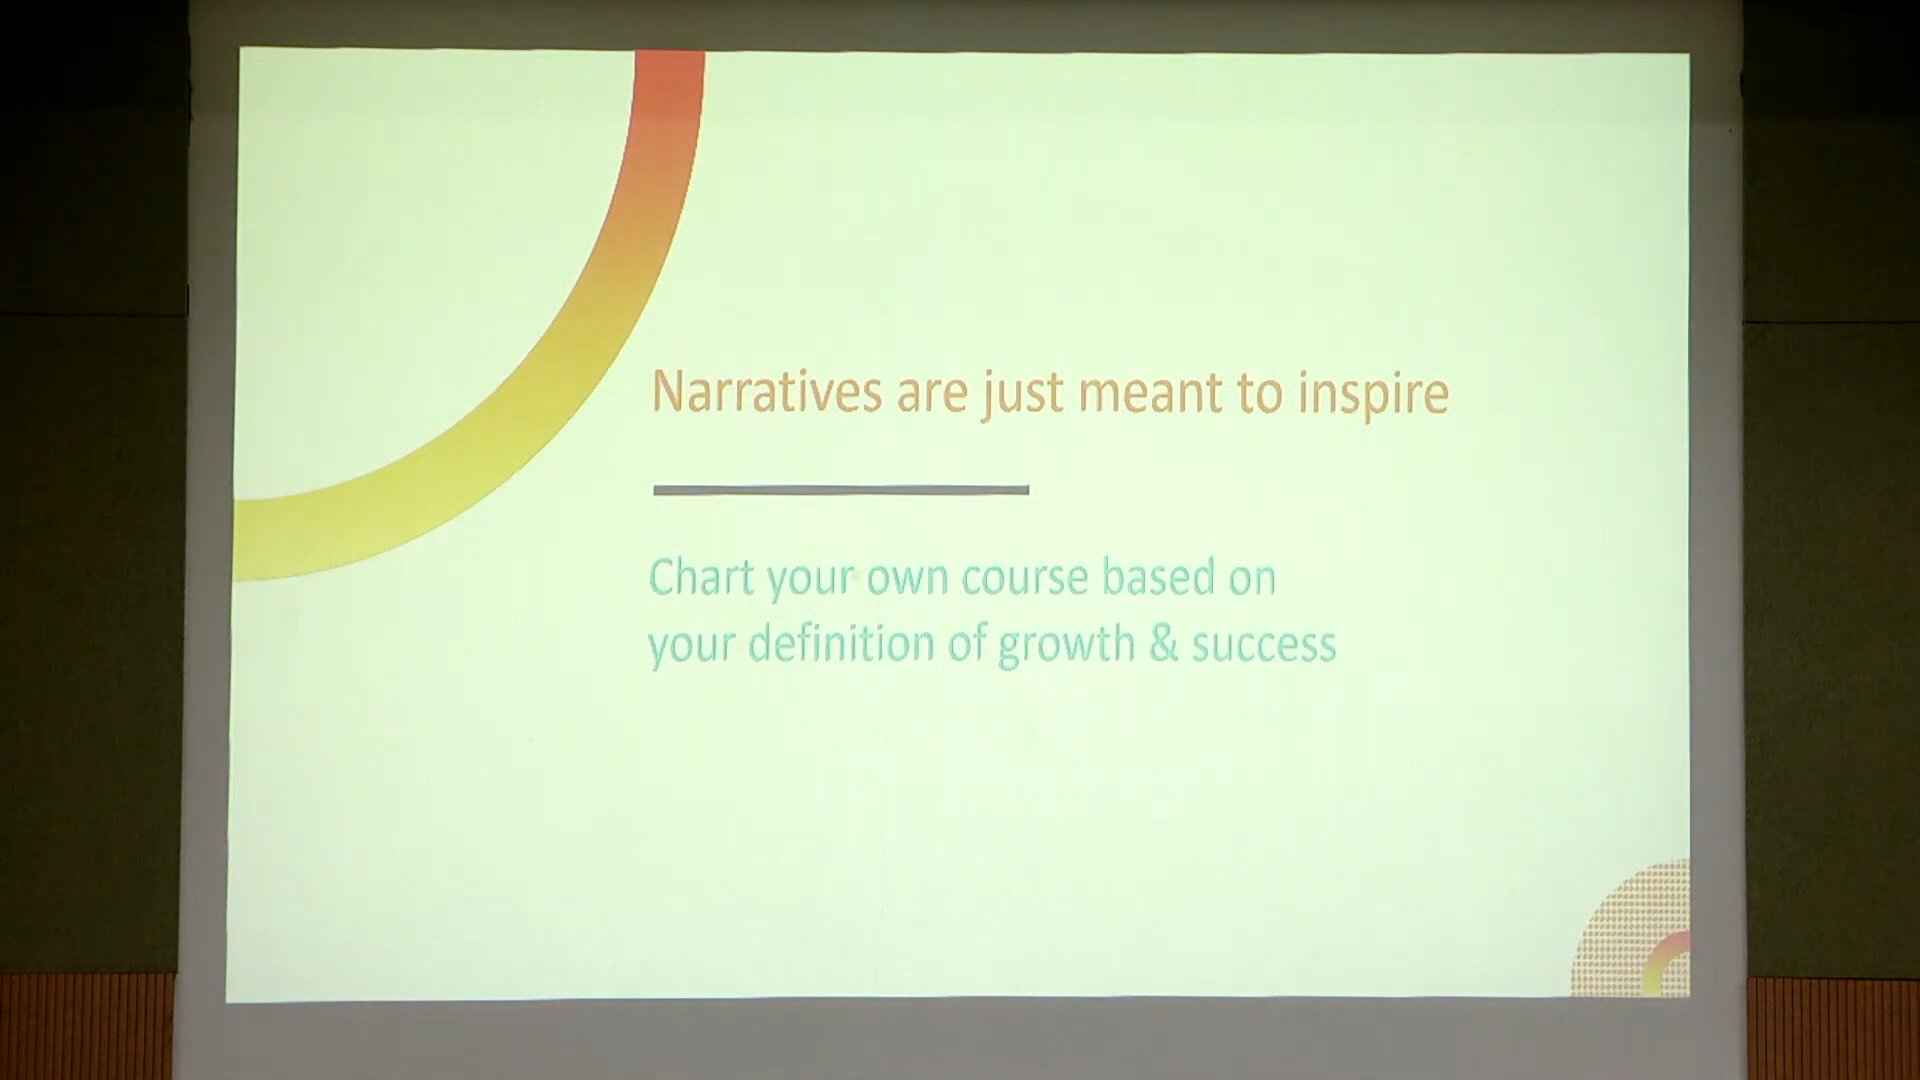 Narratives are just meant to inspire
Chart your own course based on
your definition of growth & success